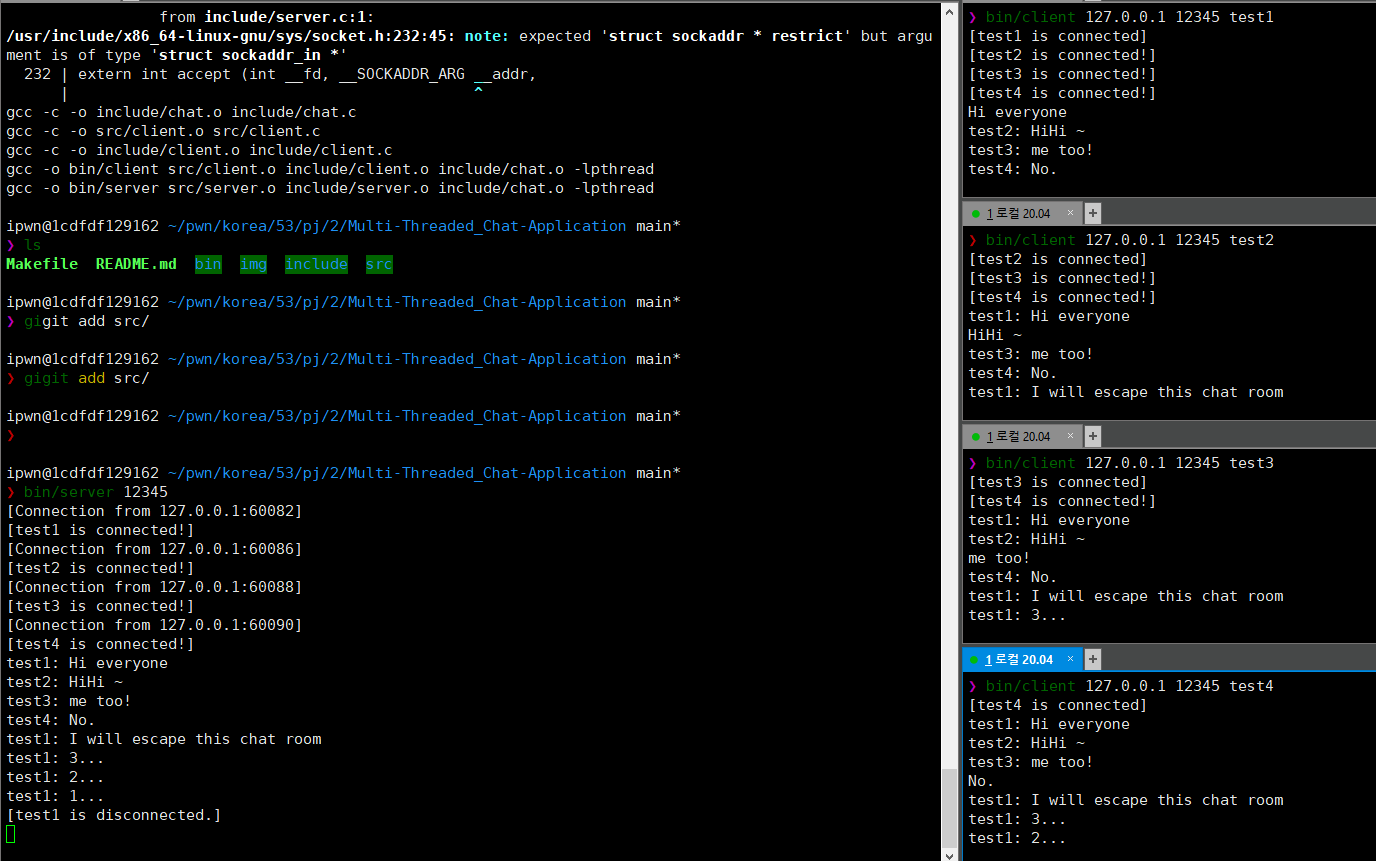 from include/server.c:1:
/usr/include/x86_64-linux-gnu/sys/socket.h:232:45: note: expected 'struct sockaddr * restrict' but argu
ment is of type 'struct sockaddr_in *'
232 | extern int accept (int __fd, __SOCKADDR_ARG __addr,
| ^
gcc -c -o include/chat.o include/chat.c
gcc -c -o src/client.o src/client.c
gcc -c -o include/client.o include/client.c
gcc -o bin/client src/client.o include/client.o include/chat.o -lpthread
gcc -o bin/server src/server.o include/server.o include/chat.o -lpthread
ipwn@1cdfdf129162 ~/pwn/korea/53/pj/2/Multi-Threaded_Chat-Application main*
❯ ls
Makefile README.md bin img include src
ipwn@1cdfdf129162 ~/pwn/korea/53/pj/2/Multi-Threaded_Chat-Application main*
❯ gigit add src/
ipwn@1cdfdf129162 ~/pwn/korea/53/pj/2/Multi-Threaded_Chat-Application main*
❯ gigit add src/
ipwn@1cdfdf129162 ~/pwn/korea/53/pj/2/Multi-Threaded_Chat-Application main*
❯
ipwn@1cdfdf129162 ~/pwn/korea/53/pj/2/Multi-Threaded_Chat-Application main*
❯ bin/server 12345
[Connection from 127.0.0.1:60082]
[test1 is connected!]
[Connection from 127.0.0.1:60086]
[test2 is connected!]
[Connection from 127.0.0.1:60088]
[test3 is connected!]
[Connection from 127.0.0.1:60090]
[test4 is connected!]
test1: Hi everyone
test2: HiHi ~
test3: me too!
test4: No.
test1: I will escape this chat room
test1: 3...
test1: 2...
test1: 1...
[test1 is disconnected.]
❯ bin/client 127.0.0.1 12345 test1
[test1 is connected]
[test2 is connected!]
[test3 is connected!]
[test4 is connected!]
Hi everyone
test2: HiHi ~
test3: me too!
test4: No.
1 로컬 20.04 × +
❯ bin/client 127.0.0.1 12345 test2
[test2 is connected]
[test3 is connected!]
[test4 is connected!]
test1: Hi everyone
HiHi ~
test3: me too!
test4: No.
test1: I will escape this chat room
1 로컬 20.04 × +
❯ bin/client 127.0.0.1 12345 test3
[test3 is connected]
[test4 is connected!]
test1: Hi everyone
test2: HiHi ~
me too!
test4: No.
test1: I will escape this chat room
test1: 3...
1 로컬 20.04 × +
❯ bin/client 127.0.0.1 12345 test4
[test4 is connected]
test1: Hi everyone
test2: HiHi ~
test3: me too!
No.
test1: I will escape this chat room
test1: 3...
test1: 2...